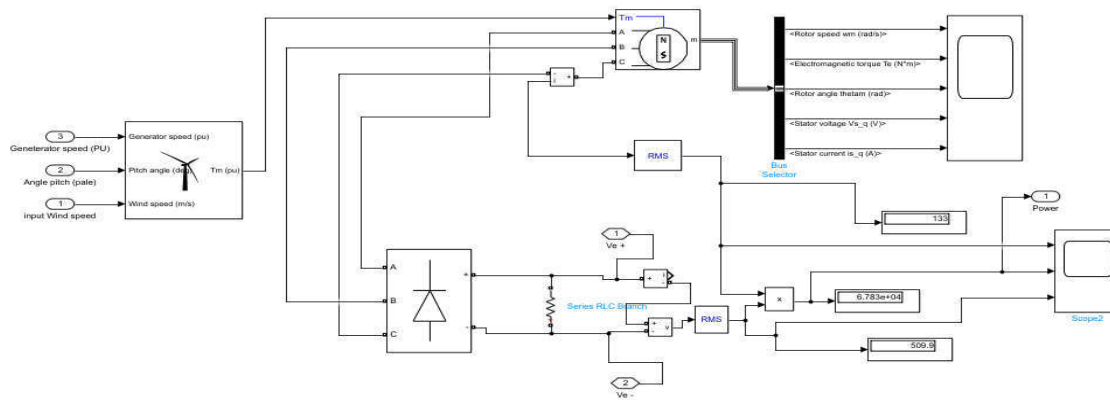 Tm
A
B
C
m
N
S
<Rotor speed wm (rad/s)>
<Electromagnetic torque Te (N*m)>
<Rotor angle thetam (rad)>
<Stator voltage Vs_q (V)>
<Stator current is_q (A)>
Bus
Selector
-
i
+
3
Geneterator speed (PU)
2
Angle pitch (pale)
1
input Wind speed
Generator speed (pu)
Pitch angle (deg)
Wind speed (m/s)
Tm (pu)
RMS
133
1
Power
1
Ve +
A
B
C
+
-
Series RLC Branch
+
i
-
+
-
v
RMS
×
6.783e+04
509.9
Scope2
2
Ve -